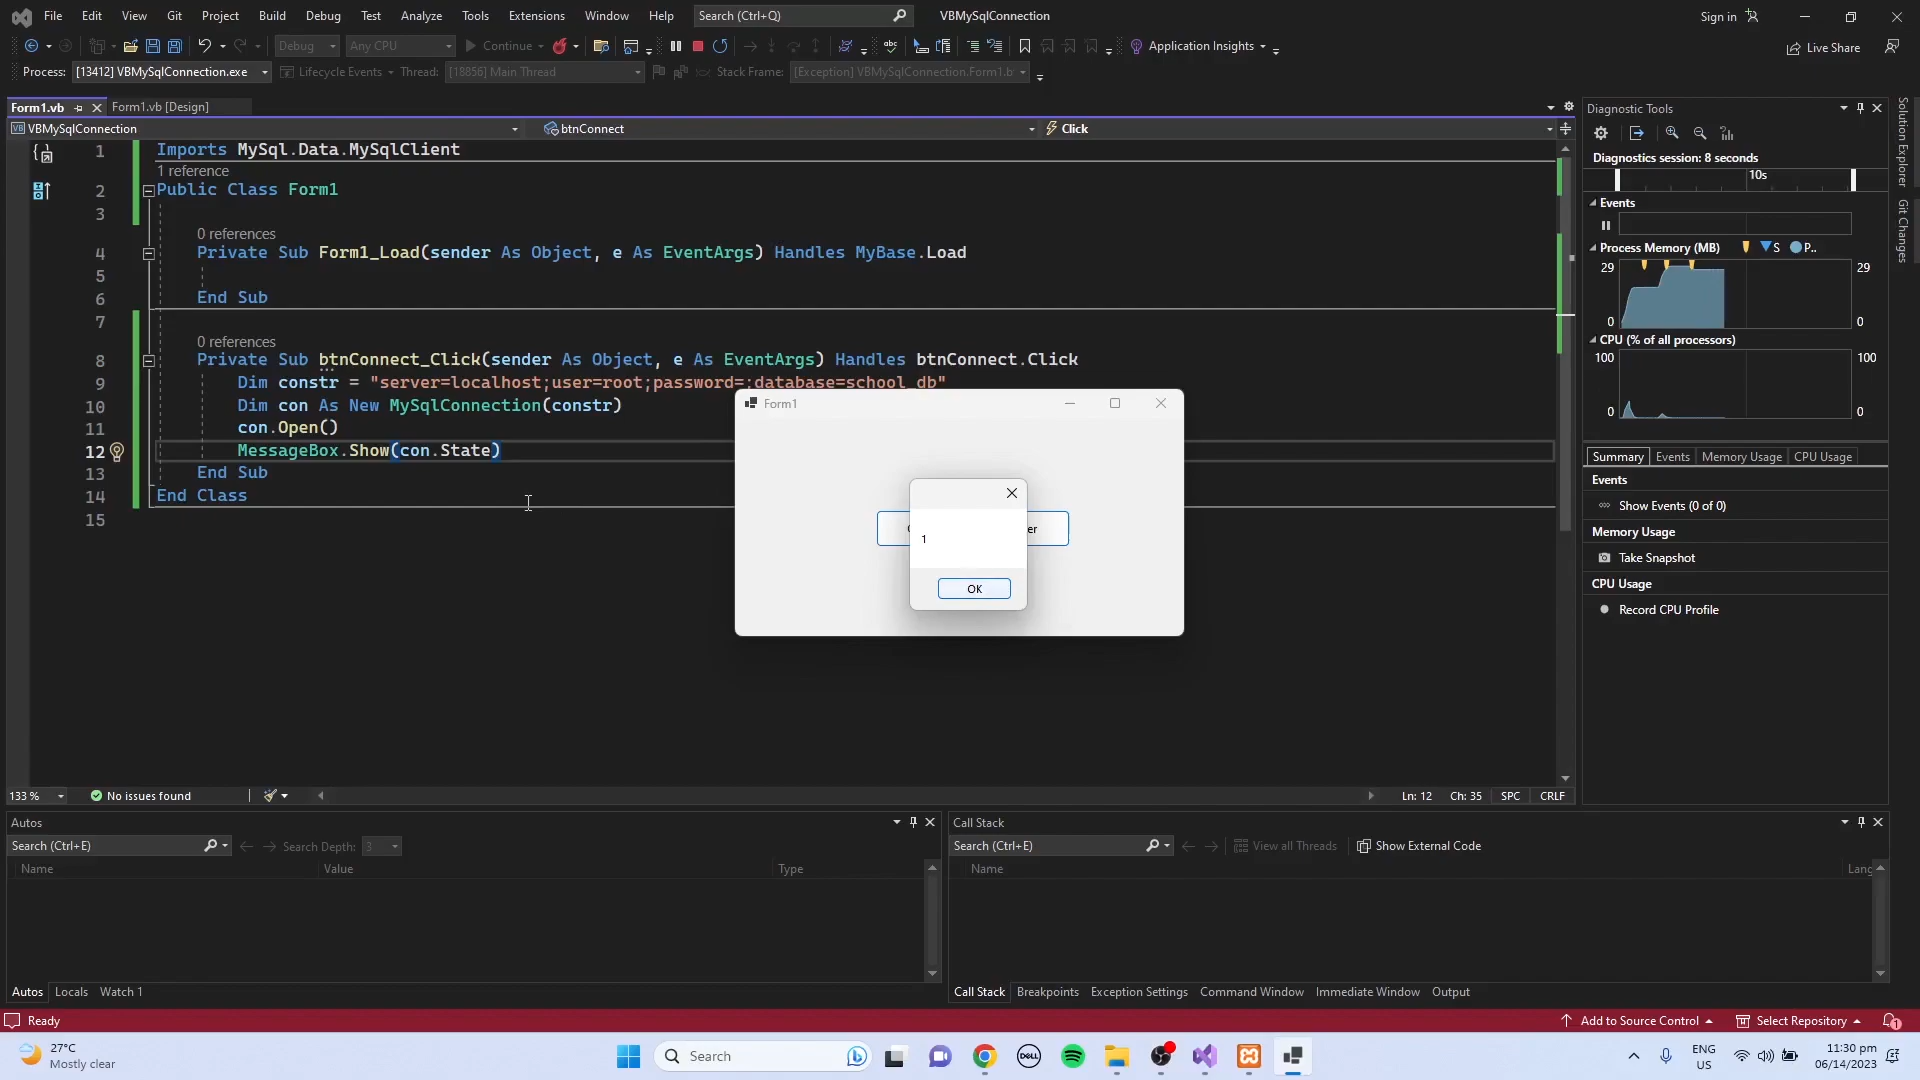 File Edit View Git Project Build Debug Test Analyze Tools Extensions Window Help Search (Ctrl+Q) VBMySqlConnection Sign in
Debug Any CPU Continue Application Insights Live Share
Process: [13412] VBMySqlConnection.exe Lifecycle Events Thread: [18856] Main Thread Stack Frame: [Exception] VBMySqlConnection.Form1.b
Form1.vb Form1.vb [Design]
VBMySqlConnection btnConnect Click
1 Imports MySql.Data.MySqlClient
1 reference
2 Public Class Form1
3
0 references
4 Private Sub Form1_Load(sender As Object, e As EventArgs) Handles MyBase.Load
5
6 End Sub
7
0 references
8 Private Sub btnConnect_Click(sender As Object, e As EventArgs) Handles btnConnect.Click
9 Dim constr = "server=localhost;user=root;password=;database=school_db"
10 Dim con As New MySqlConnection(constr)
11 con.Open()
12 MessageBox.Show(con.State)
13 End Sub
14 End Class
15
Form1
er
1
OK
133 % No issues found Ln: 12 Ch: 35 SPC CRLF
Diagnostic Tools
Diagnostics session: 8 seconds
10s
Events
Process Memory (MB) S P..
29 29
0 0
CPU (% of all processors)
100 100
0 0
Summary Events Memory Usage CPU Usage
Events
Show Events (0 of 0)
Memory Usage
Take Snapshot
CPU Usage
Record CPU Profile
Solution Explorer
Git Changes
Autos
Search (Ctrl+E) Search Depth: 3
Name Value Type
Autos Locals Watch 1
Call Stack
Search (Ctrl+E) View all Threads Show External Code
Name Lang
Call Stack Breakpoints Exception Settings Command Window Immediate Window Output
Ready Add to Source Control Select Repository 1
27°C
Mostly clear
Search
DELL
ENG
US
11:30 pm
06/14/2023